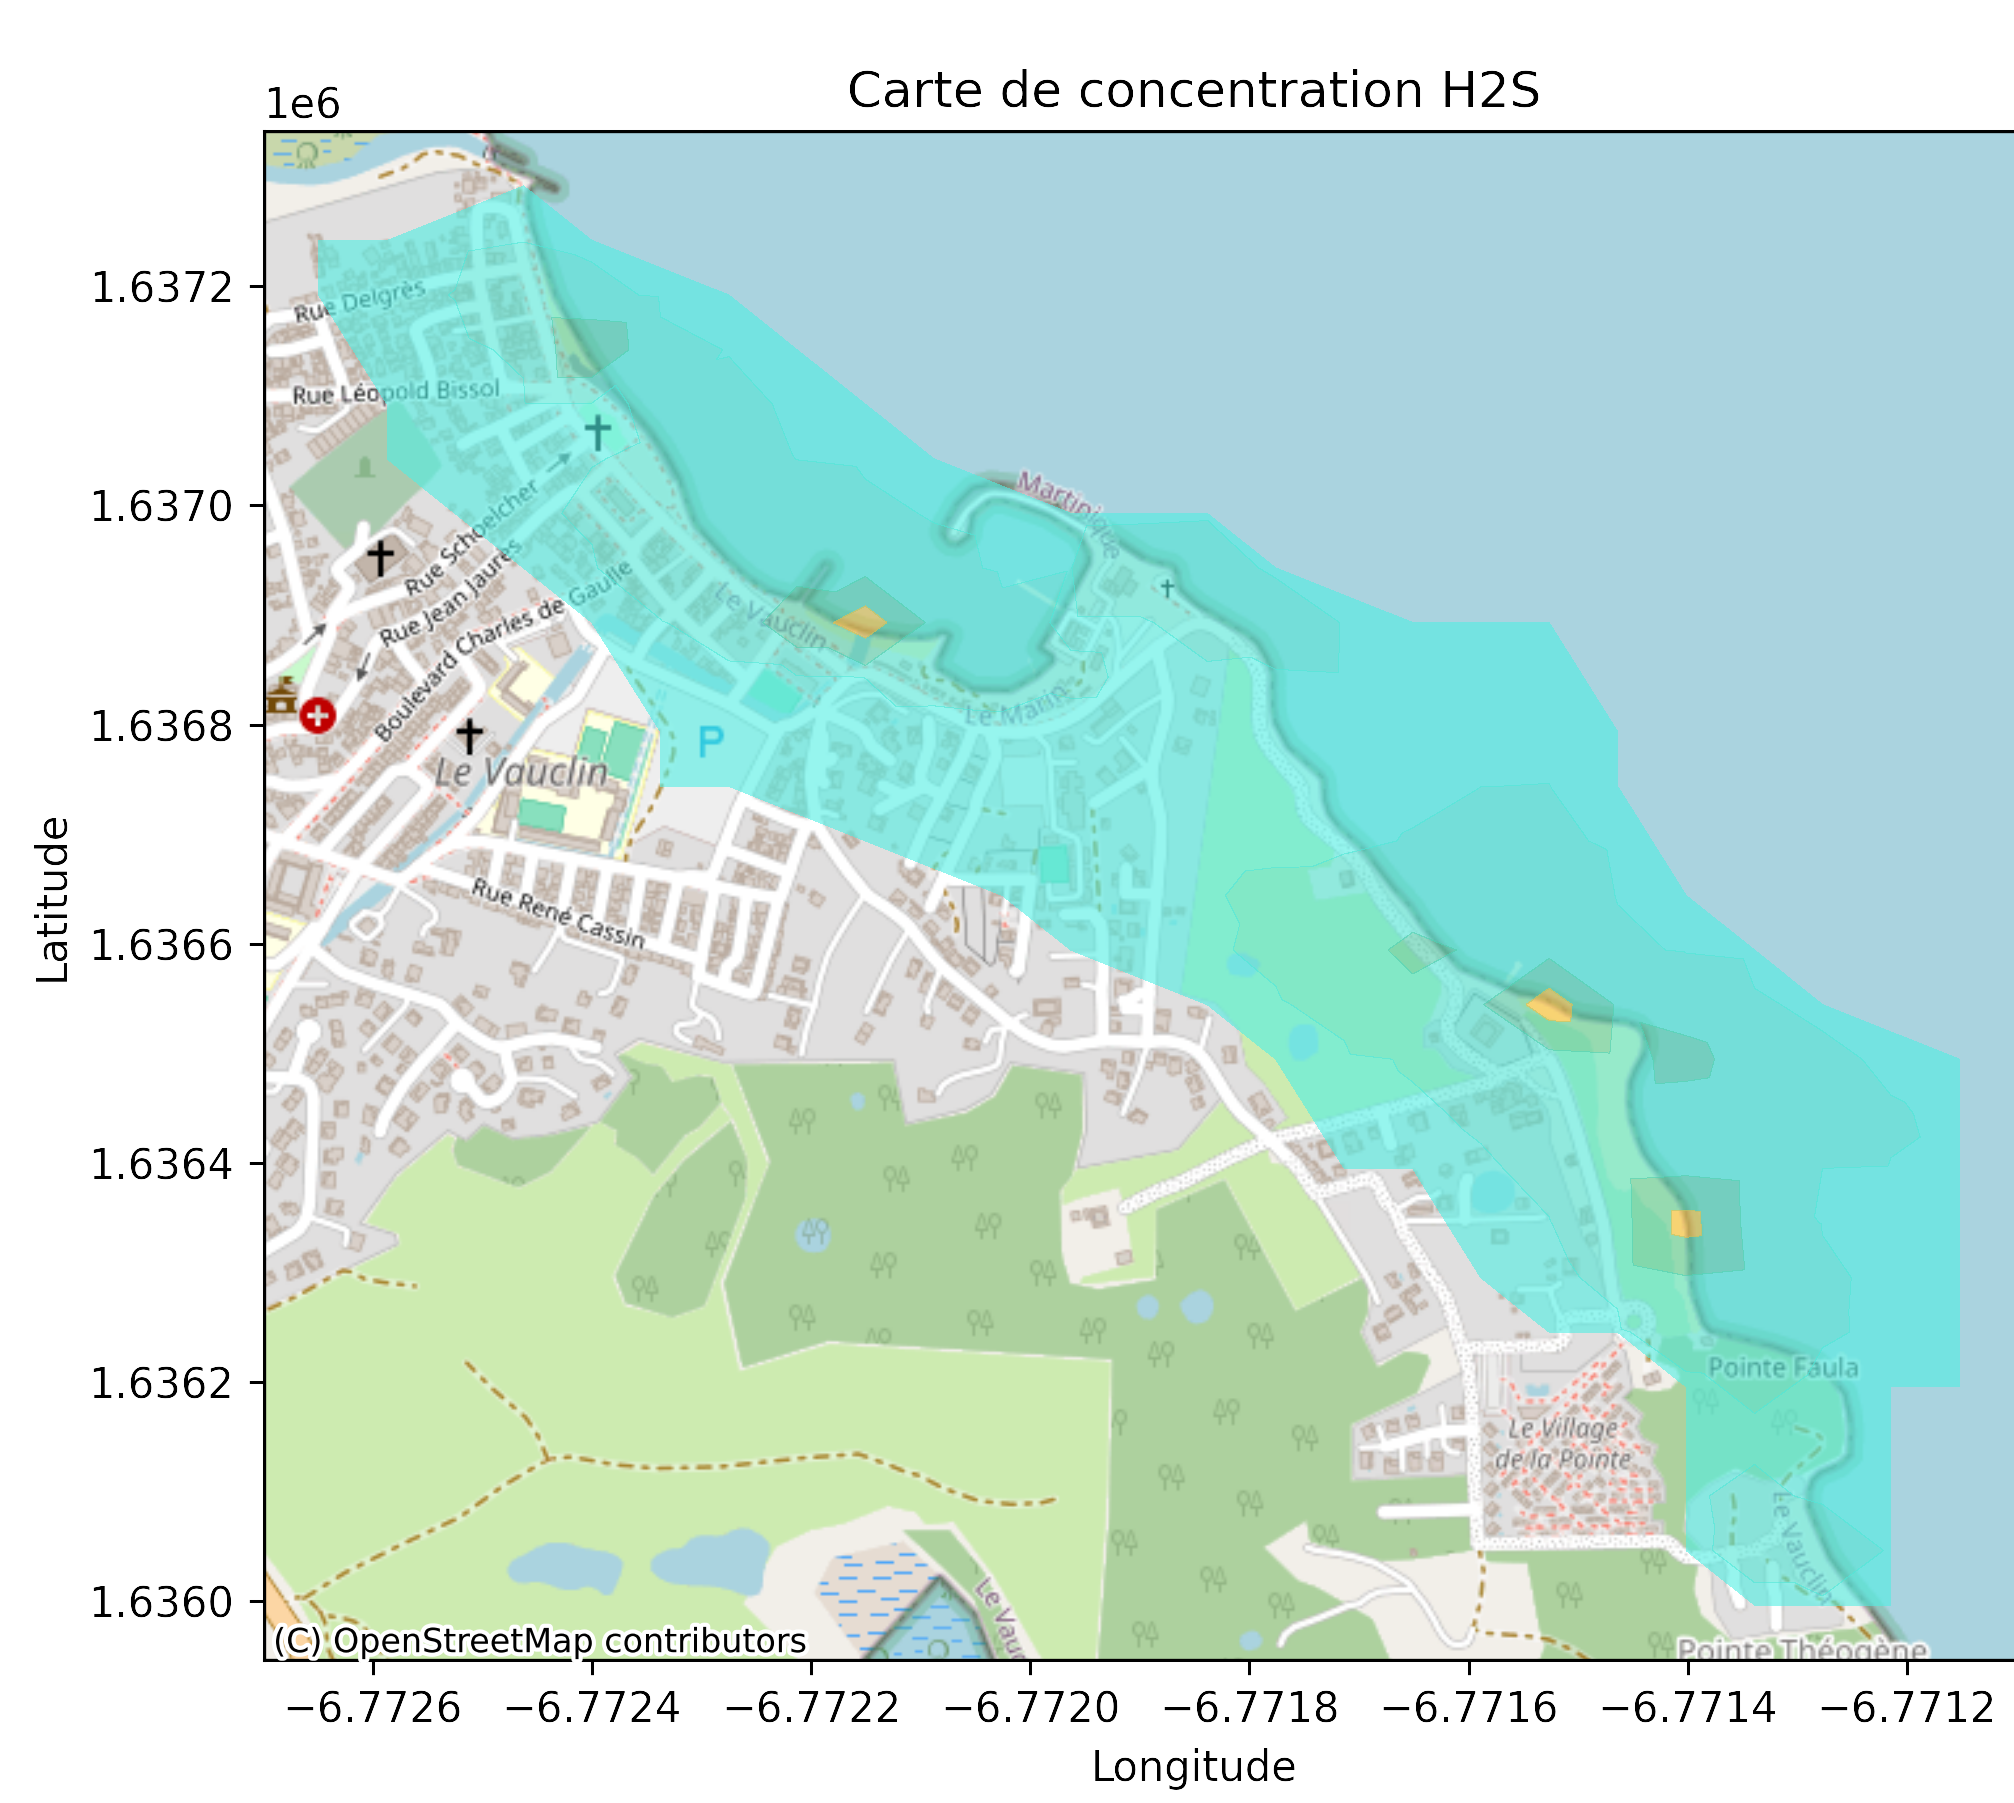 Carte de concentration H2S
1e6
1.6372
1.6370
1.6368
1.6366
1.6364
1.6362
1.6360
Latitude
Rue Delgrès
Rue Léopold Bissol
Martinique
Rue Schoelcher
Rue Jean Jaurès
Boulevard Charles de Gaulle
Le Vauclin
Le Marin
P
Le Vauclin
Rue René Cassin
Pointe Faula
Le Village
de la Pointe
Le Vauclin
Le Vauc
Pointe Théogène
(C) OpenStreetMap contributors
−6.7726
−6.7724
−6.7722
−6.7720
−6.7718
−6.7716
−6.7714
−6.7712
Longitude